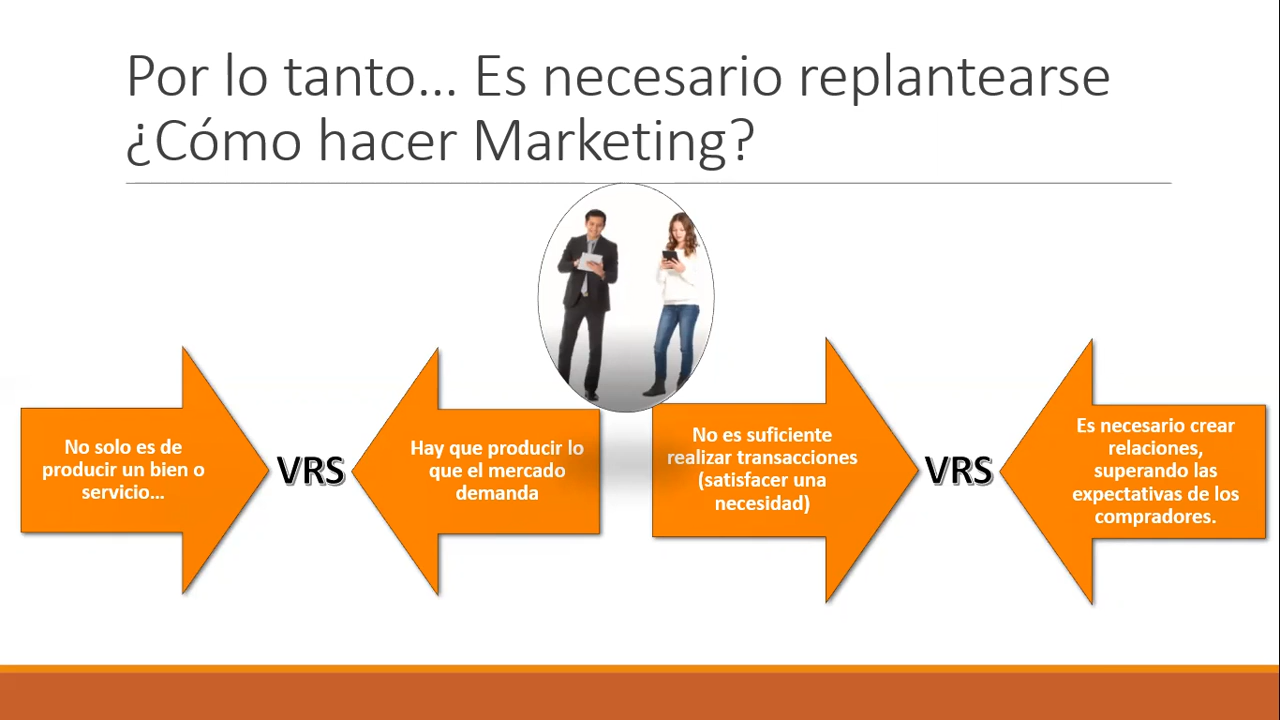 Por lo tanto... Es necesario replantearse
¿Cómo hacer Marketing?
No solo es de
producir un bien o
servicio...
VRS
Hay que producir lo
que el mercado
demanda
No es suficiente
realizar transacciones
(satisfacer una
necesidad)
VRS
Es necesario crear
relaciones,
superando las
expectativas de los
compradores.